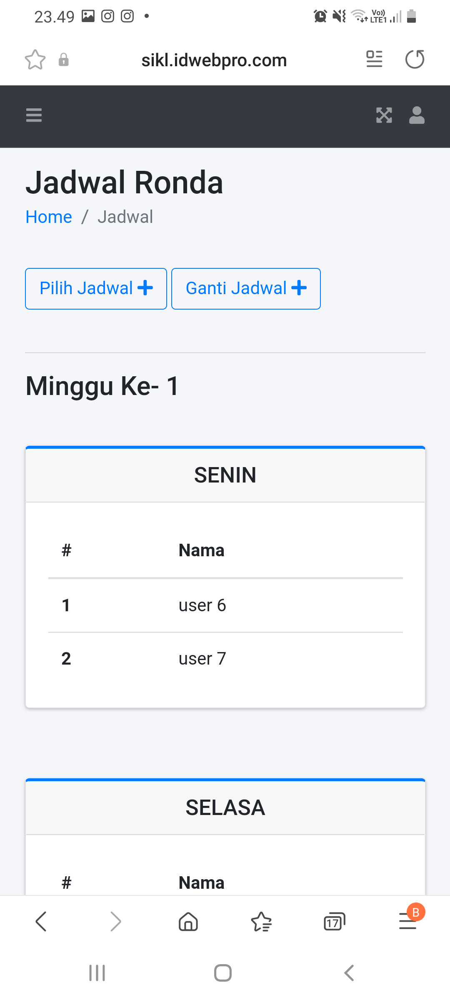 23.49
Vo))
LTE1
sikl.idwebpro.com
Jadwal Ronda
Home / Jadwal
Pilih Jadwal
Ganti Jadwal
Minggu Ke- 1
SENIN
# Nama
1 user 6
2 user 7
SELASA
# Nama
17
B